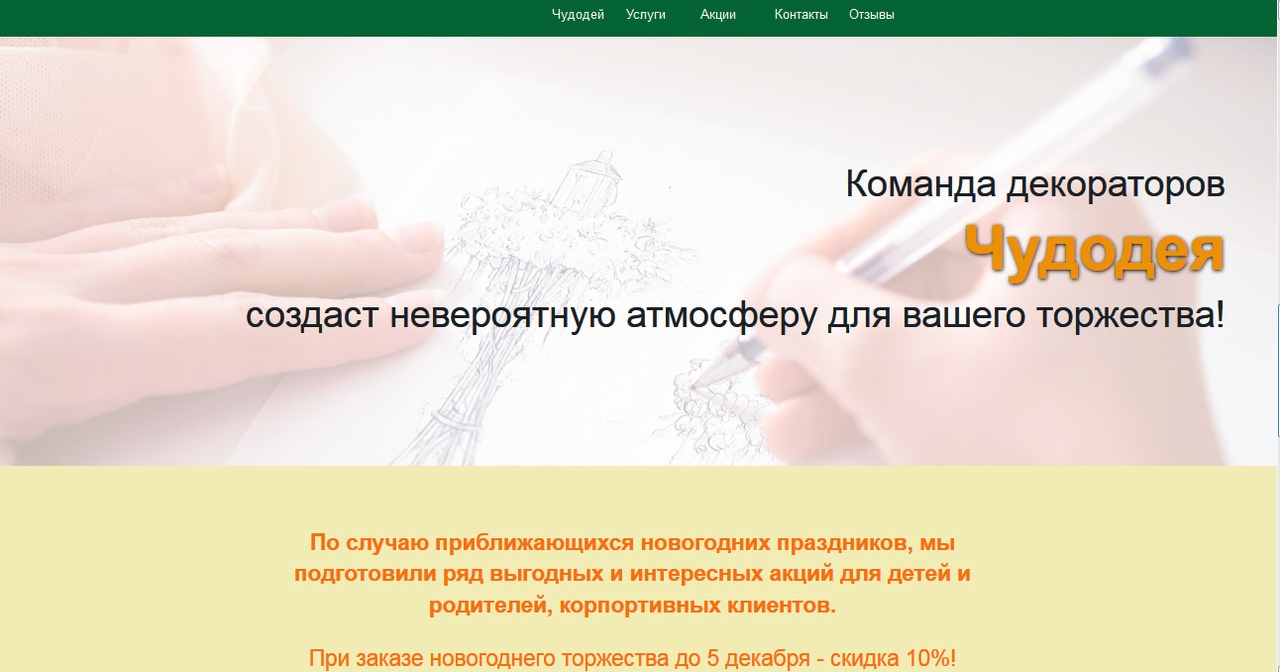 Чудодей Услуги Акции Контакты Отзывы
Команда декораторов
Чудодея
создаст невероятную атмосферу для вашего торжества!
По случаю приближающихся новогодних праздников, мы
подготовили ряд выгодных и интересных акций для детей и
родителей, корпортивных клиентов.
При заказе новогоднего торжества до 5 декабря - скидка 10%!